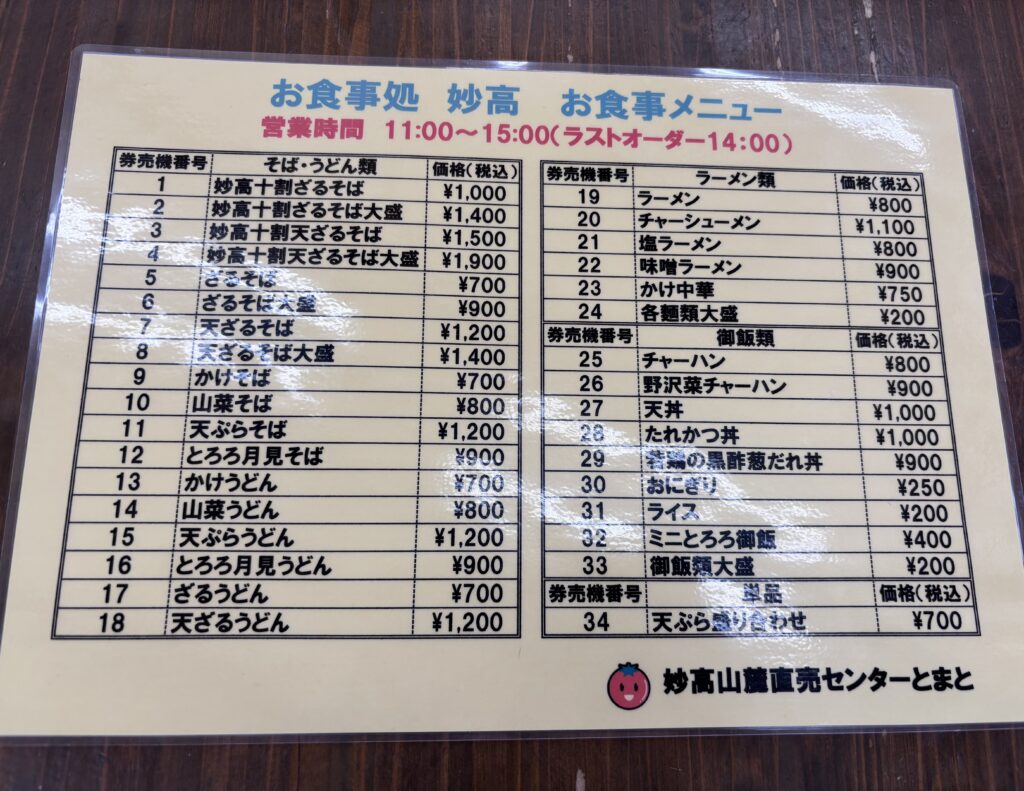 お食事処 妙高 お食事メニュー
営業時間 11:00～15:00(ラストオーダー14:00)
券売機番号 そば・うどん類 価格(税込)
1 妙高十割ざるそば ¥1,000
2 妙高十割ざるそば大盛 ¥1,400
3 妙高十割天ざるそば ¥1,500
4 妙高十割天ざるそば大盛 ¥1,900
5 ざるそば ¥700
6 ざるそば大盛 ¥900
7 天ざるそば ¥1,200
8 天ざるそば大盛 ¥1,400
9 かけそば ¥700
10 山菜そば ¥800
11 天ぷらそば ¥1,200
12 とろろ月見そば ¥900
13 かけうどん ¥700
14 山菜うどん ¥800
15 天ぷらうどん ¥1,200
16 とろろ月見うどん ¥900
17 ざるうどん ¥700
18 天ざるうどん ¥1,200
券売機番号 ラーメン類 価格(税込)
19 ラーメン ¥800
20 チャーシューメン ¥1,100
21 塩ラーメン ¥800
22 味噌ラーメン ¥900
23 かけ中華 ¥750
24 各麺類大盛 ¥200
券売機番号 御飯類 価格(税込)
25 チャーハン ¥800
26 野沢菜チャーハン ¥900
27 天丼 ¥1,000
28 たれかつ丼 ¥1,000
29 若鶏の黒酢葱だれ丼 ¥900
30 おにぎり ¥250
31 ライス ¥200
32 ミニとろろ御飯 ¥400
33 御飯類大盛 ¥200
券売機番号 単品 価格(税込)
34 天ぷら盛り合わせ ¥700
妙高山麓直売センターとまと